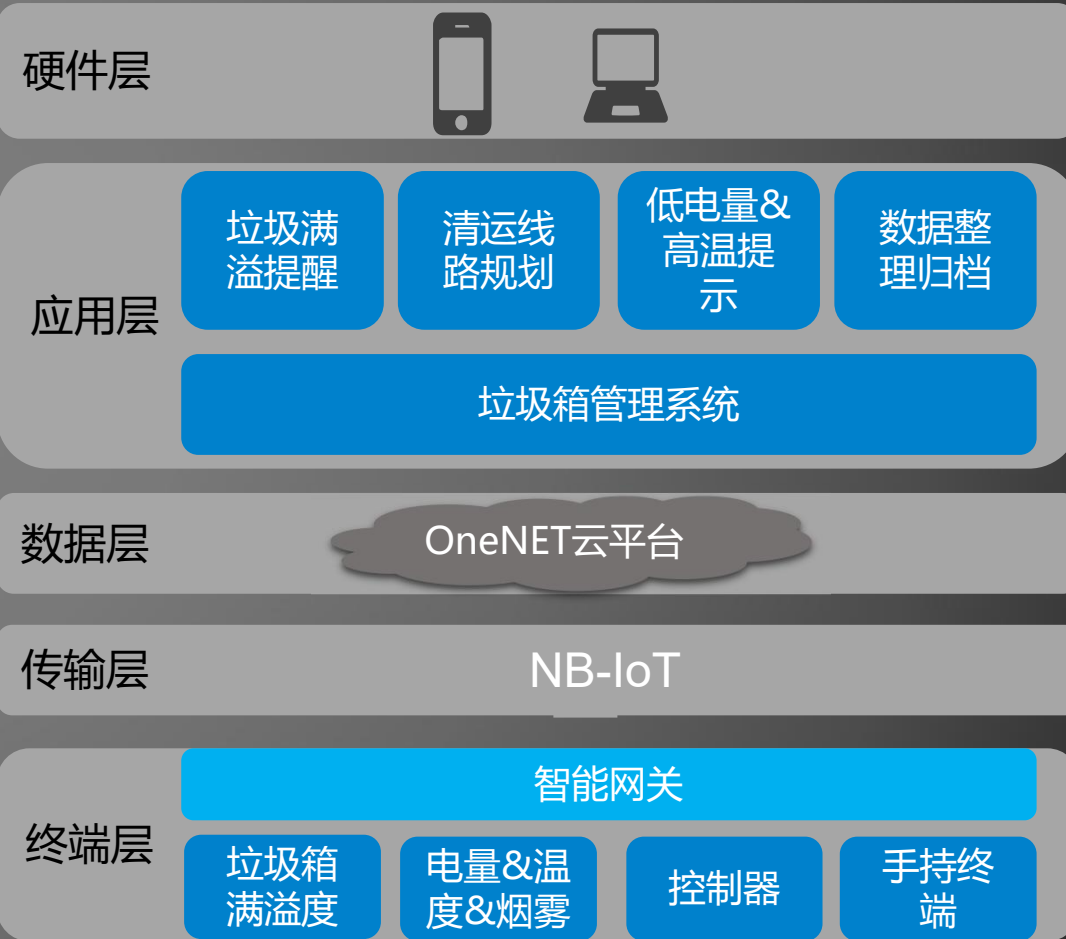 硬件层
应用层
垃圾满
溢提醒
清运线
路规划
低电量&
高温提
示
数据整
理归档
垃圾箱管理系统
数据层
OneNET云平台
传输层
NB-IoT
终端层
智能网关
垃圾箱
满溢度
电量&温
度&烟雾
控制器
手持终
端